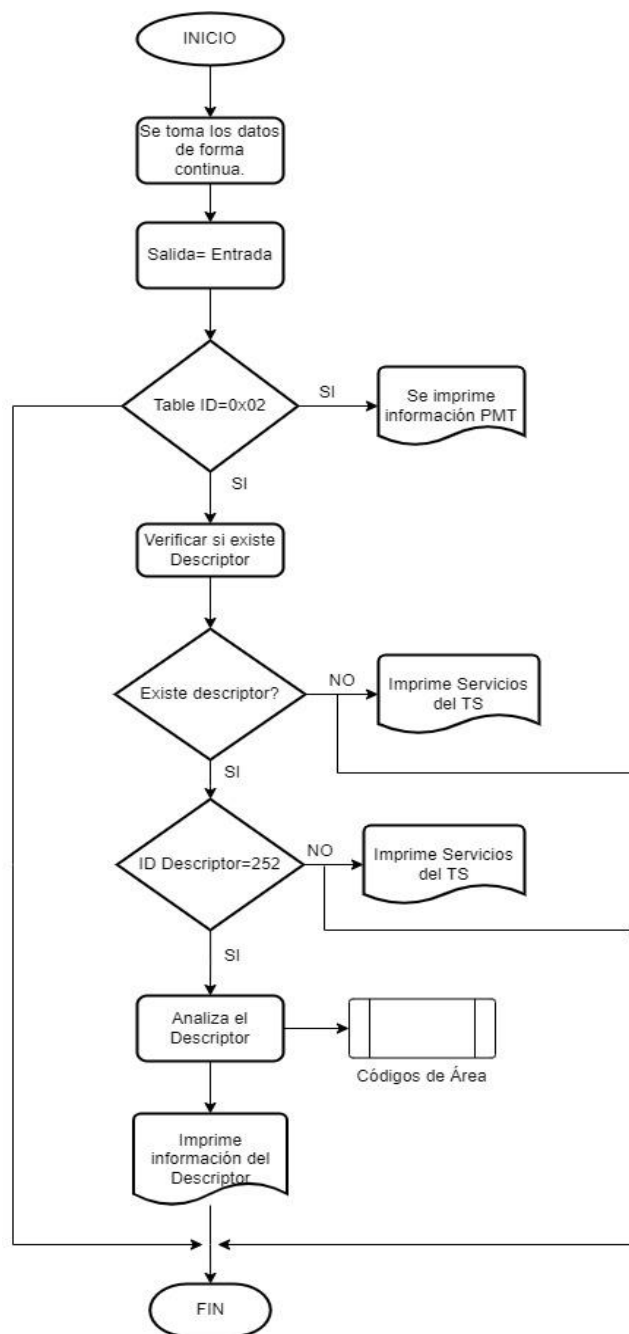 INICIO
Se toma los datos
de forma
continua.
Salida= Entrada
Table ID=0x02
SI
Se imprime
información PMT
SI
Verificar si existe
Descriptor
Existe descriptor?
NO
Imprime Servicios
del TS
SI
ID Descriptor=252
NO
Imprime Servicios
del TS
SI
Analiza el
Descriptor
Códigos de Área
Imprime
información del
Descriptor
FIN